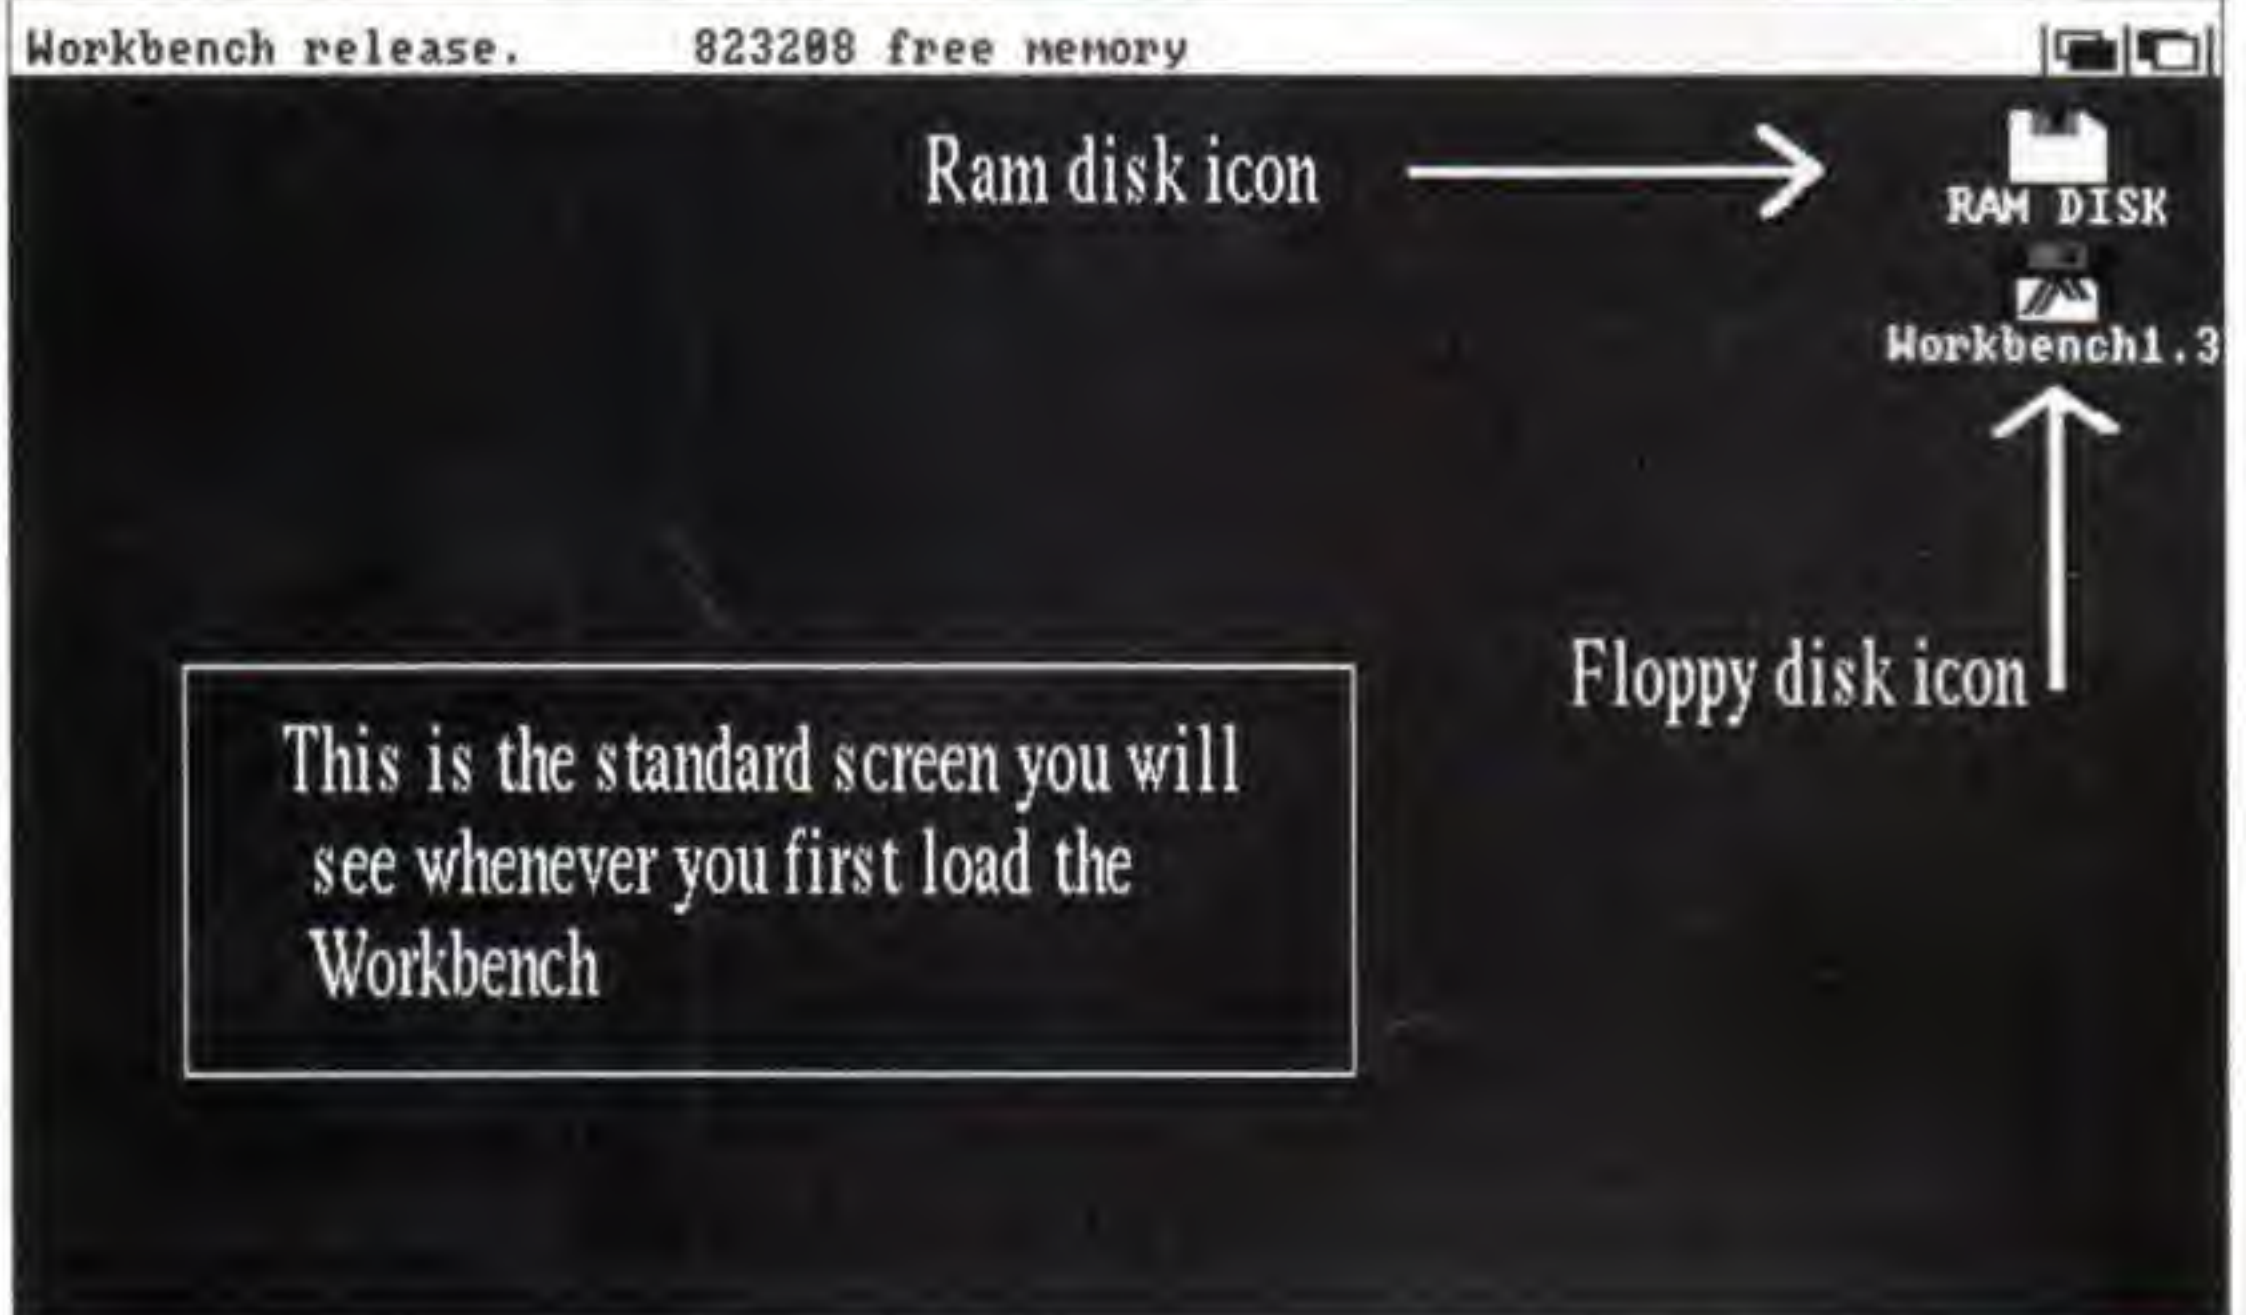 Workbench release. 823208 free memory
Ram disk icon
RAM DISK
Workbench1.3
Floppy disk icon
This is the standard screen you will
see whenever you first load the
Workbench